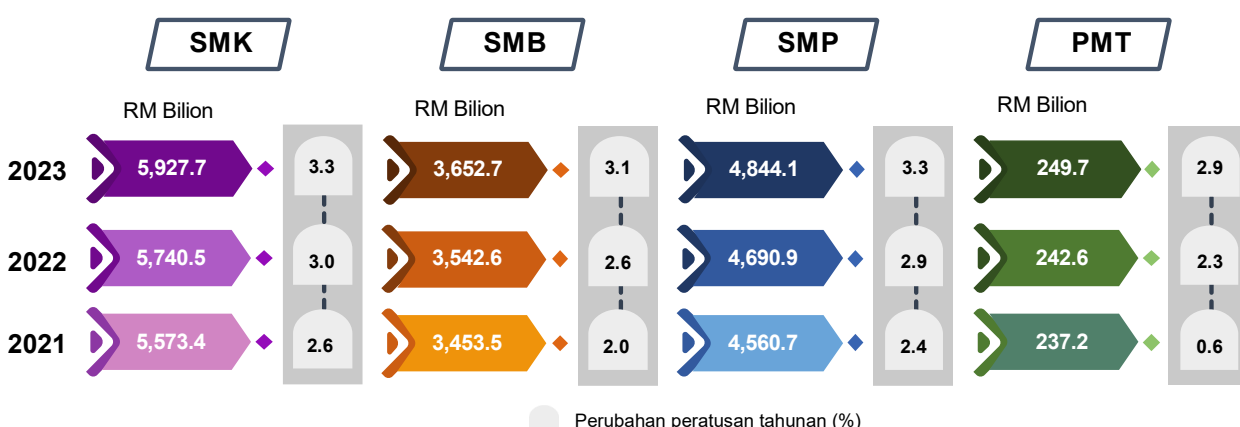 SMK SMB SMP PMT
RM Bilion RM Bilion RM Bilion RM Bilion
2023 5,927.7 3.3 3,652.7 3.1 4,844.1 3.3 249.7 2.9
2022 5,740.5 3.0 3,542.6 2.6 4,690.9 2.9 242.6 2.3
2021 5,573.4 2.6 3,453.5 2.0 4,560.7 2.4 237.2 0.6
Perubahan peratusan tahunan (%)